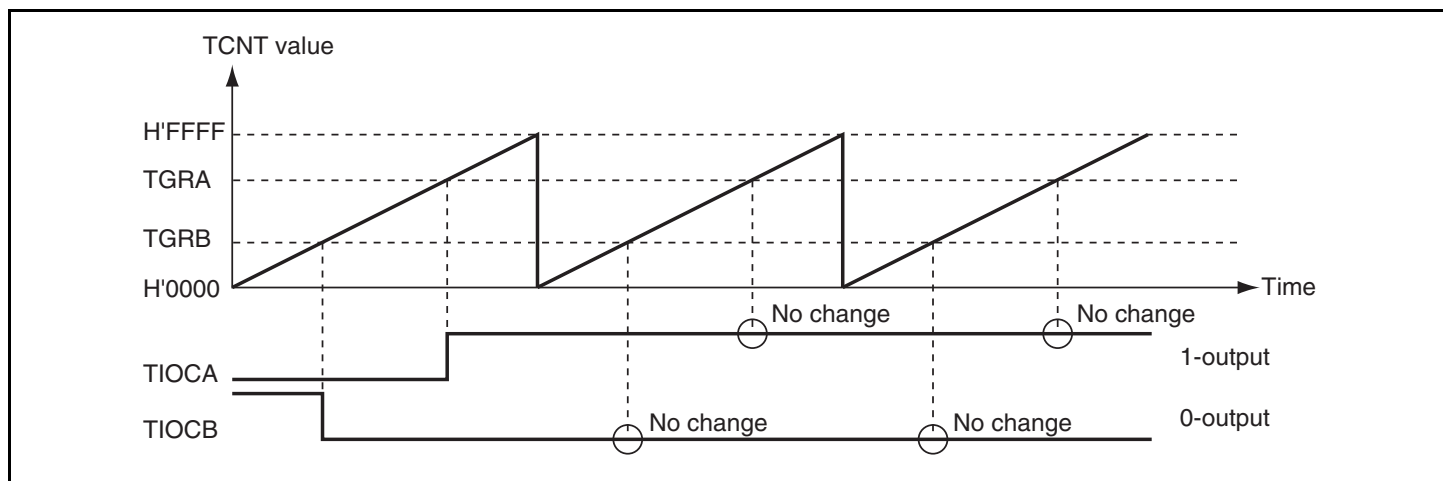 TCNT value
H'FFFF
TGRA
TGRB
H'0000
Time
No change
No change
1-output
TIOCA
No change
No change
0-output
TIOCB